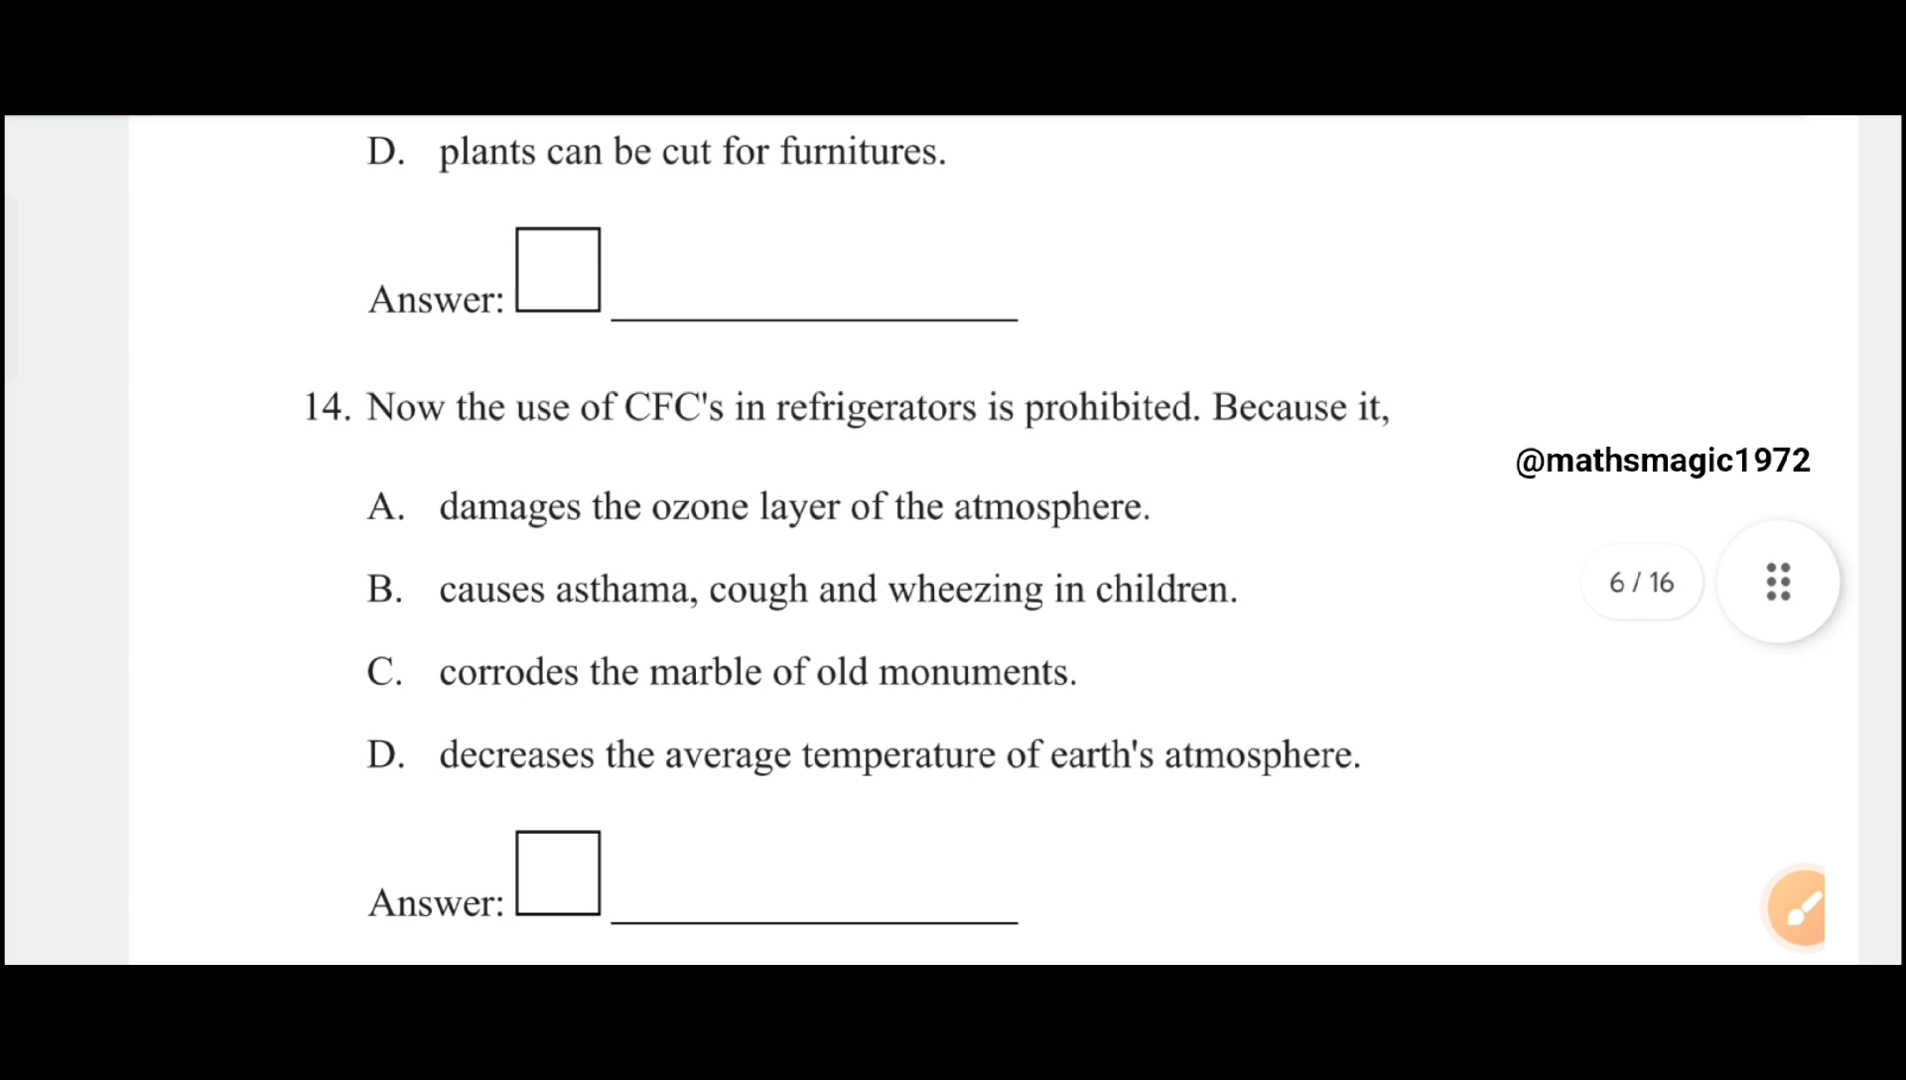 D. plants can be cut for furnitures.
Answer:
14. Now the use of CFC's in refrigerators is prohibited. Because it,
@mathsmagic1972
A. damages the ozone layer of the atmosphere.
B. causes asthama, cough and wheezing in children.
6 / 16
C. corrodes the marble of old monuments.
D. decreases the average temperature of earth's atmosphere.
Answer: